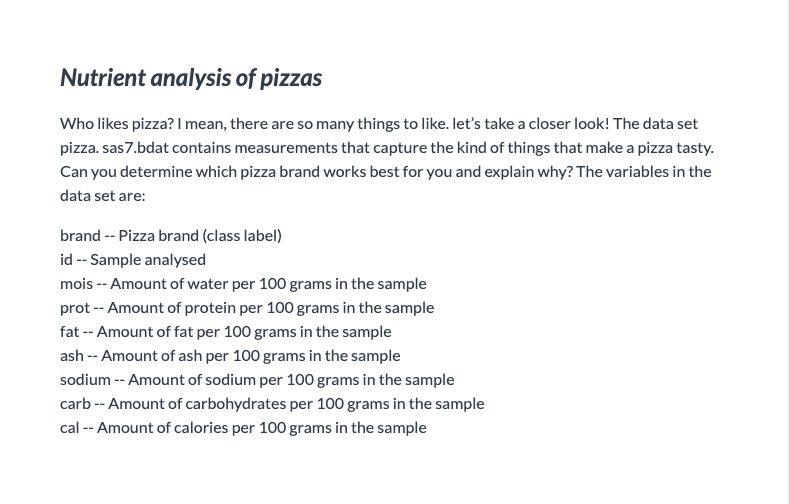 Nutrient analysis of pizzas
Who likes pizza? I mean, there are so many things to like. let's take a closer look! The data set
pizza. sas7.bdat contains measurements that capture the kind of things that make a pizza tasty.
Can you determine which pizza brand works best for you and explain why? The variables in the
data set are:
brand -- Pizza brand (class label)
id -- Sample analysed
mois -- Amount of water per 100 grams in the sample
prot -- Amount of protein per 100 grams in the sample
fat -- Amount of fat per 100 grams in the sample
ash -- Amount of ash per 100 grams in the sample
sodium -- Amount of sodium per 100 grams in the sample
carb -- Amount of carbohydrates per 100 grams in the sample
cal -- Amount of calories per 100 grams in the sample